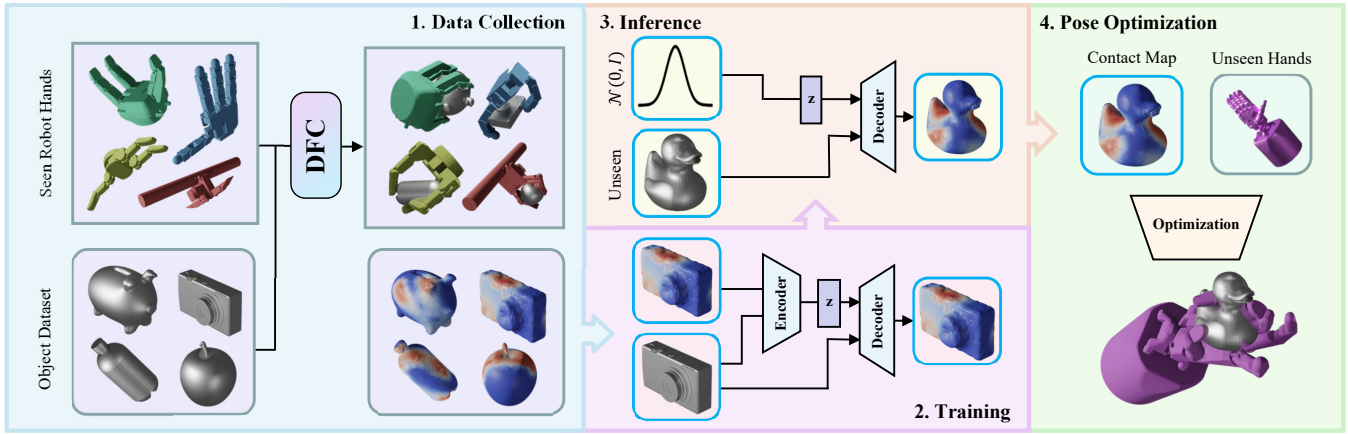 1. Data Collection
Seen Robot Hands
DFC
Object Dataset
3. Inference
N(0, I)
z
Decoder
Unseen
Encoder
z
Decoder
2. Training
4. Pose Optimization
Contact Map
Unseen Hands
Optimization